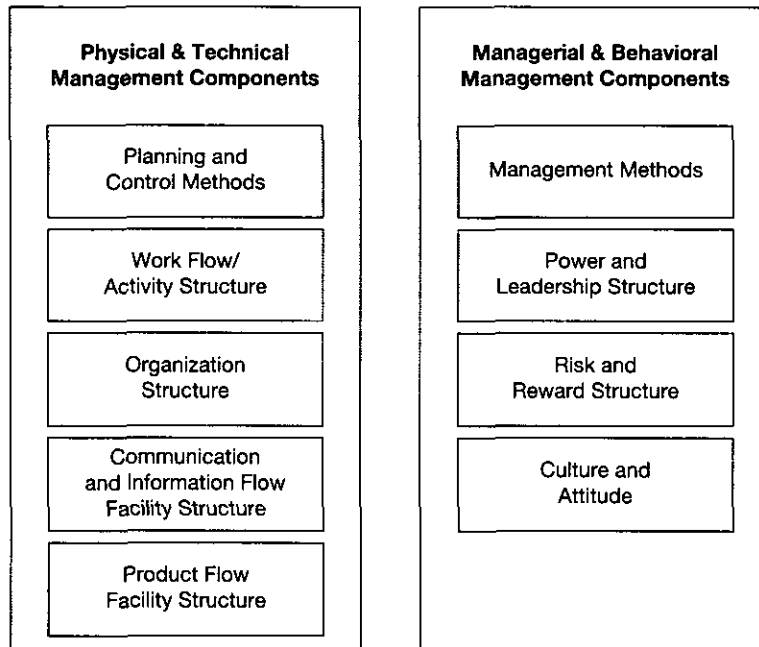 Physical & Technical
Management Components
Planning and
Control Methods
Work Flow/
Activity Structure
Organization
Structure
Communication
and Information Flow
Facility Structure
Product Flow
Facility Structure
Managerial & Behavioral
Management Components
Management Methods
Power and
Leadership Structure
Risk and
Reward Structure
Culture and
Attitude